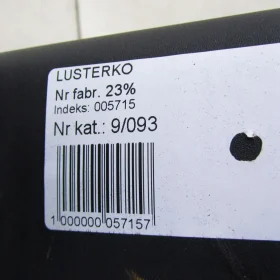 LUSTERKO
Nr fabr. 23%
Indeks: 005715
Nr kat.: 9/093
1 000000 057157